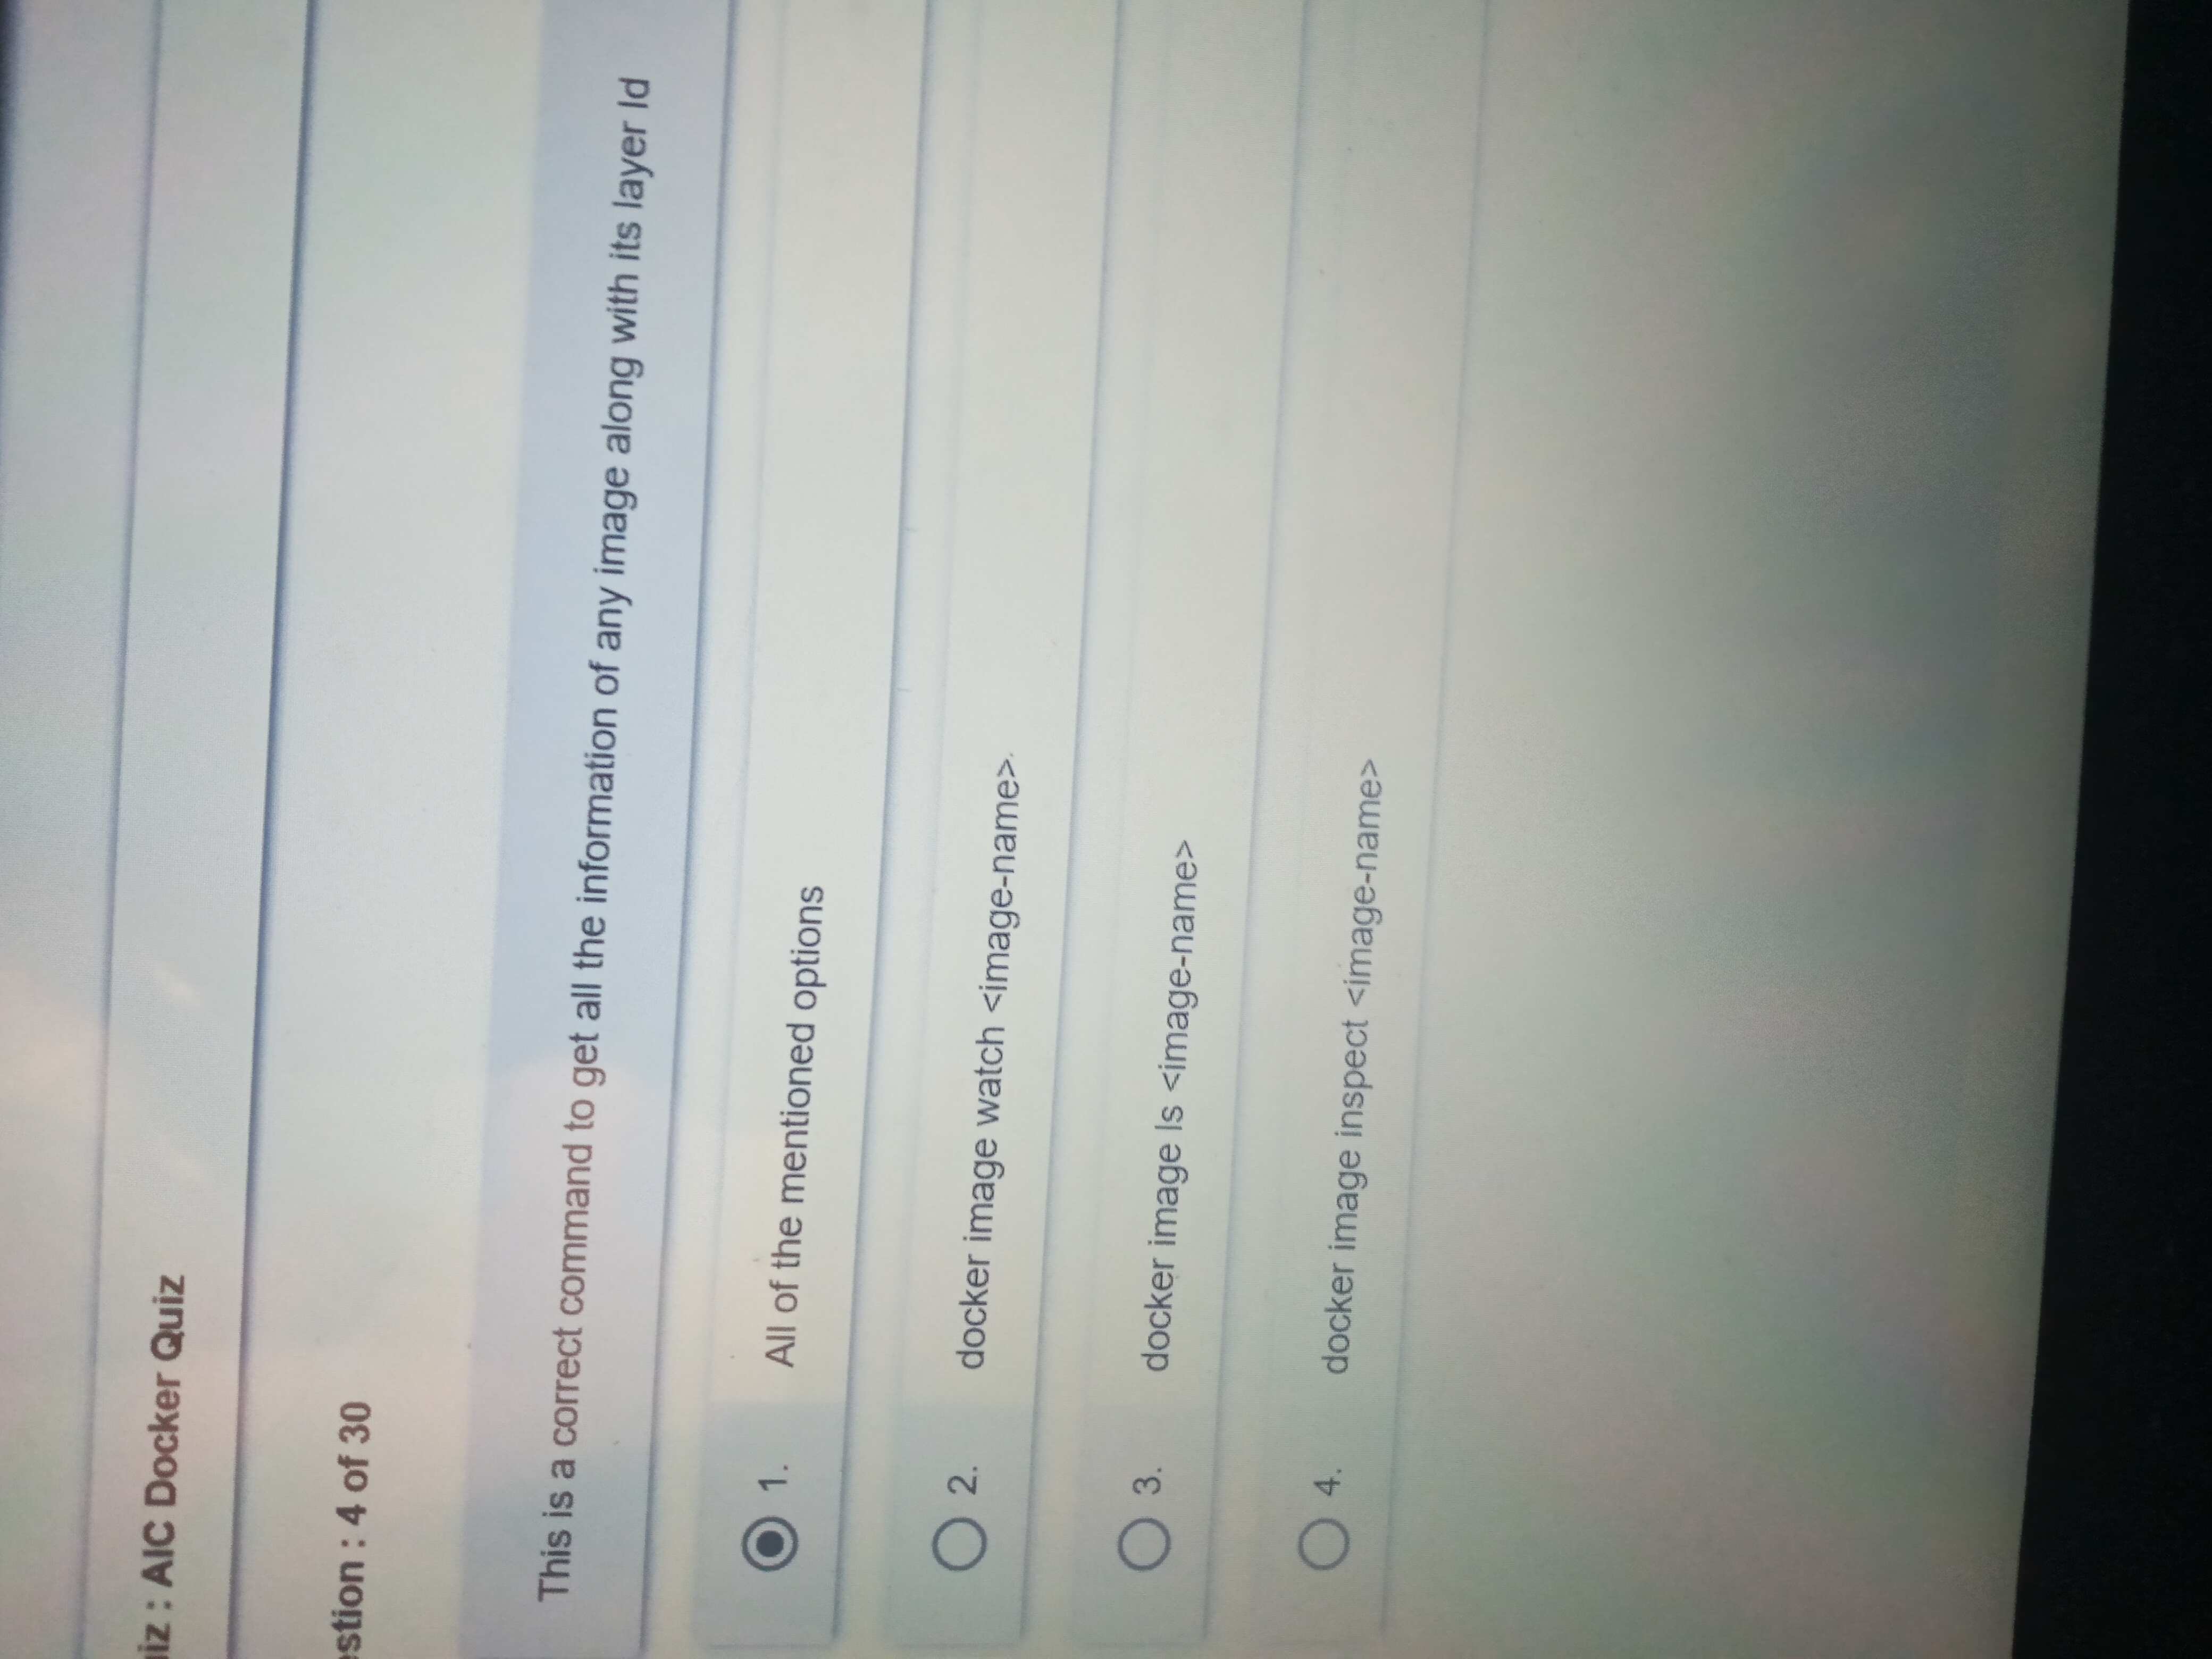 : AIC Docker Quiz
: 4 of 30
This is a correct command to get all the information of any image along with its layer Id
1. All of the mentioned options
2. docker image watch <image-name>.
3. docker image ls <image-name>
4. docker image inspect <image-name>